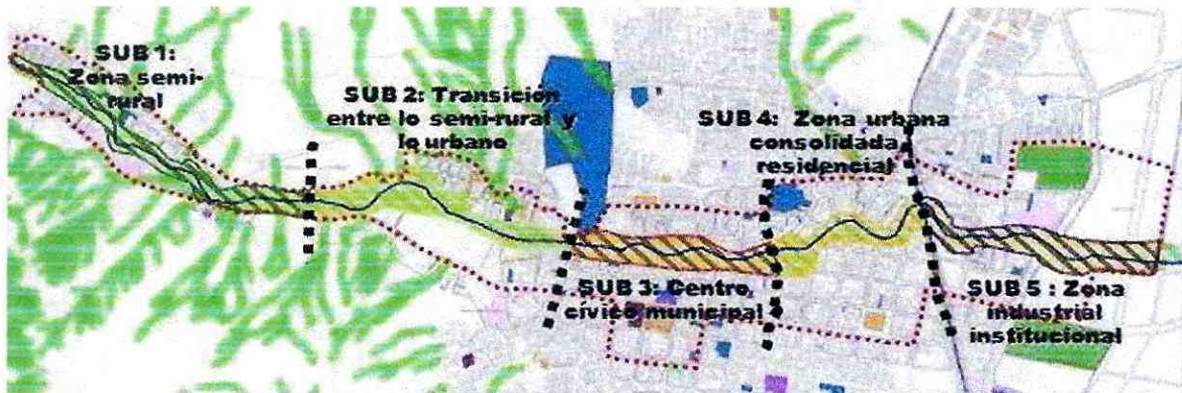 SUB 1:
Zona semi-
rural
SUB 2: Transición
entre lo semi-rural y
lo urbano
SUB 3: Centro
cívico municipal
SUB 4: Zona urbana
consolidada
residencial
SUB 5 : Zona
industrial
institucional